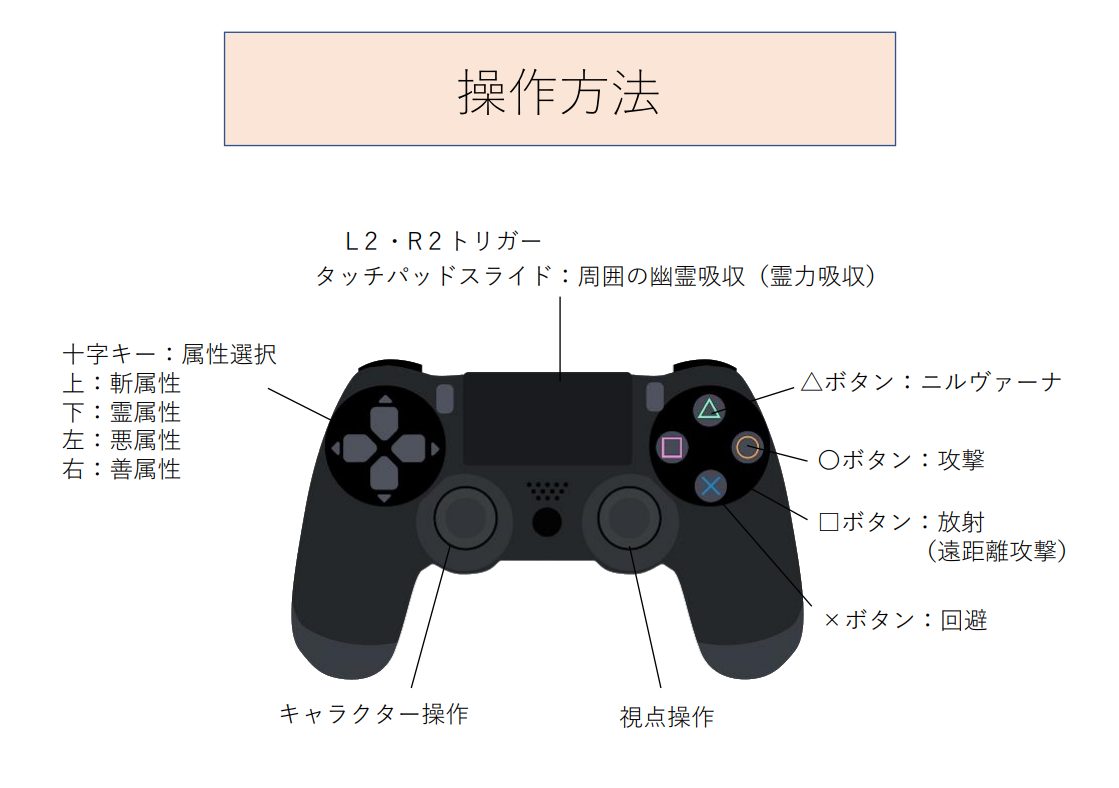 操作方法
L２・R２トリガー
タッチパッドスライド：周囲の幽霊吸収（霊力吸収）
十字キー：属性選択
上：斬属性
下：霊属性
左：悪属性
右：善属性
△ボタン：ニルヴァーナ
〇ボタン：攻撃
□ボタン：放射
（遠距離攻撃）
×ボタン：回避
キャラクター操作
視点操作